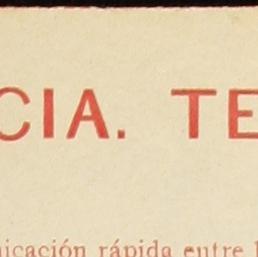 CIA. TE
nicación rápida entre l